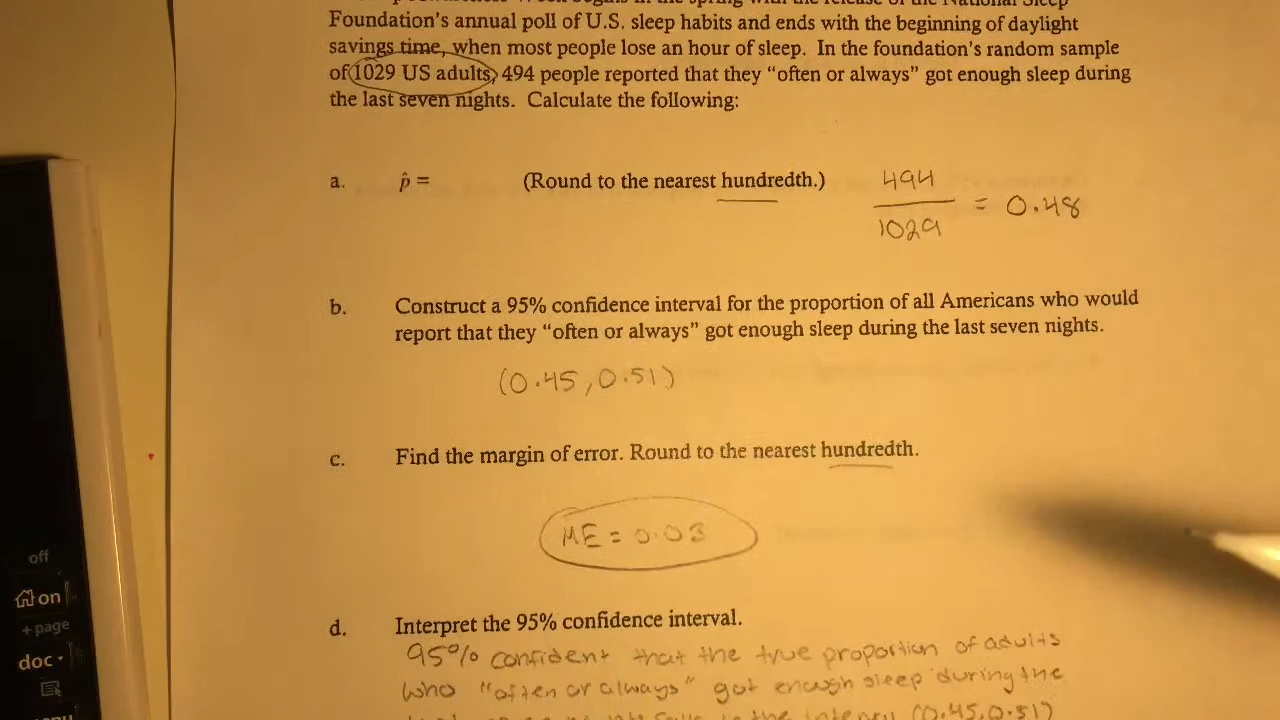 Foundation's annual poll of U.S. sleep habits and ends with the beginning of daylight
savings time, when most people lose an hour of sleep. In the foundation's random sample
of 1029 US adults, 494 people reported that they "often or always" got enough sleep during
the last seven nights. Calculate the following:
a. p̂ = (Round to the nearest hundredth.) 494/1029 = 0.48
b. Construct a 95% confidence interval for the proportion of all Americans who would
report that they "often or always" got enough sleep during the last seven nights.
(0.45, 0.51)
c. Find the margin of error. Round to the nearest hundredth.
ME = 0.03
off
on
+ page
doc
d. Interpret the 95% confidence interval.
95% confident that the true proportion of adults
who "often or always" got enough sleep during the
the interval (0.45, 0.51)